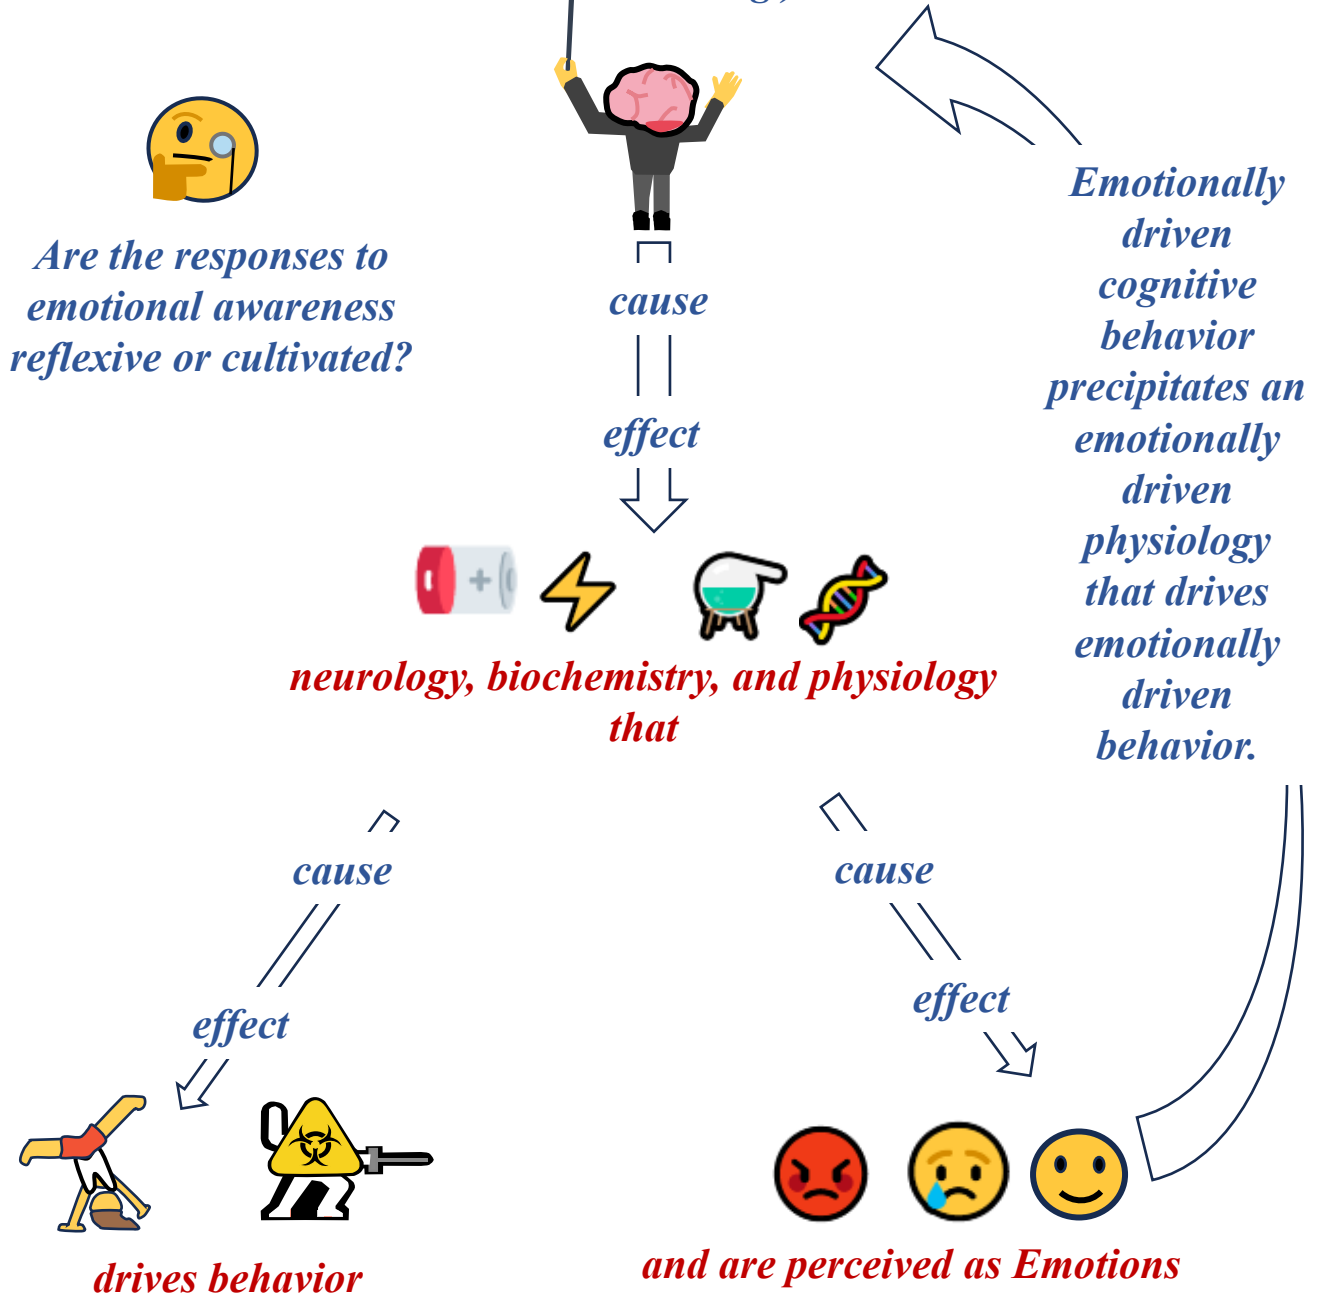 Are the responses to
emotional awareness
reflexive or cultivated?
cause
effect
Emotionally
driven
cognitive
behavior
precipitates an
emotionally
driven
physiology
that drives
emotionally
driven
behavior.
neurology, biochemistry, and physiology
that
cause
effect
cause
effect
drives behavior
and are perceived as Emotions